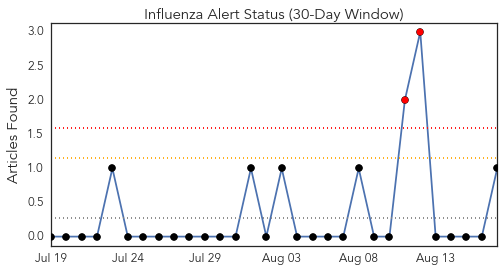 Influenza Alert Status (30-Day Window)
Articles Found
3.0
2.5
2.0
1.5
1.0
0.5
0.0
Jul 19 Jul 24 Jul 29 Aug 03 Aug 08 Aug 13